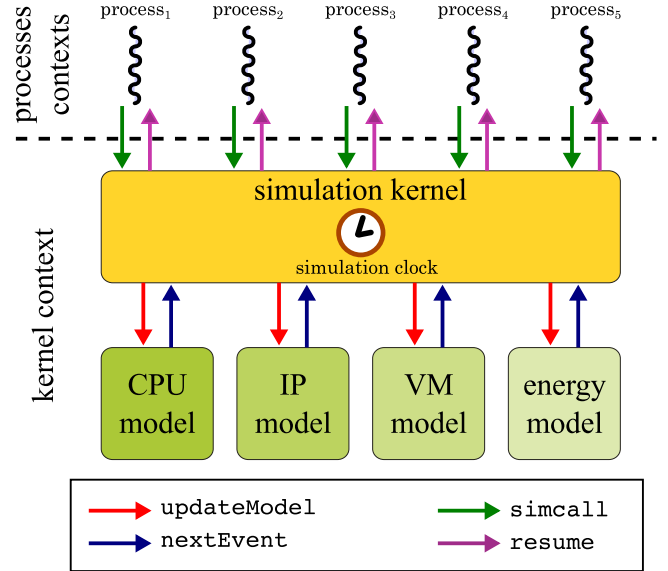 process₁ process₂ process₃ process₄ process₅
processes
contexts
simulation kernel
simulation clock
kernel context
CPU model
IP model
VM model
energy model
updateModel
simcall
nextEvent
resume